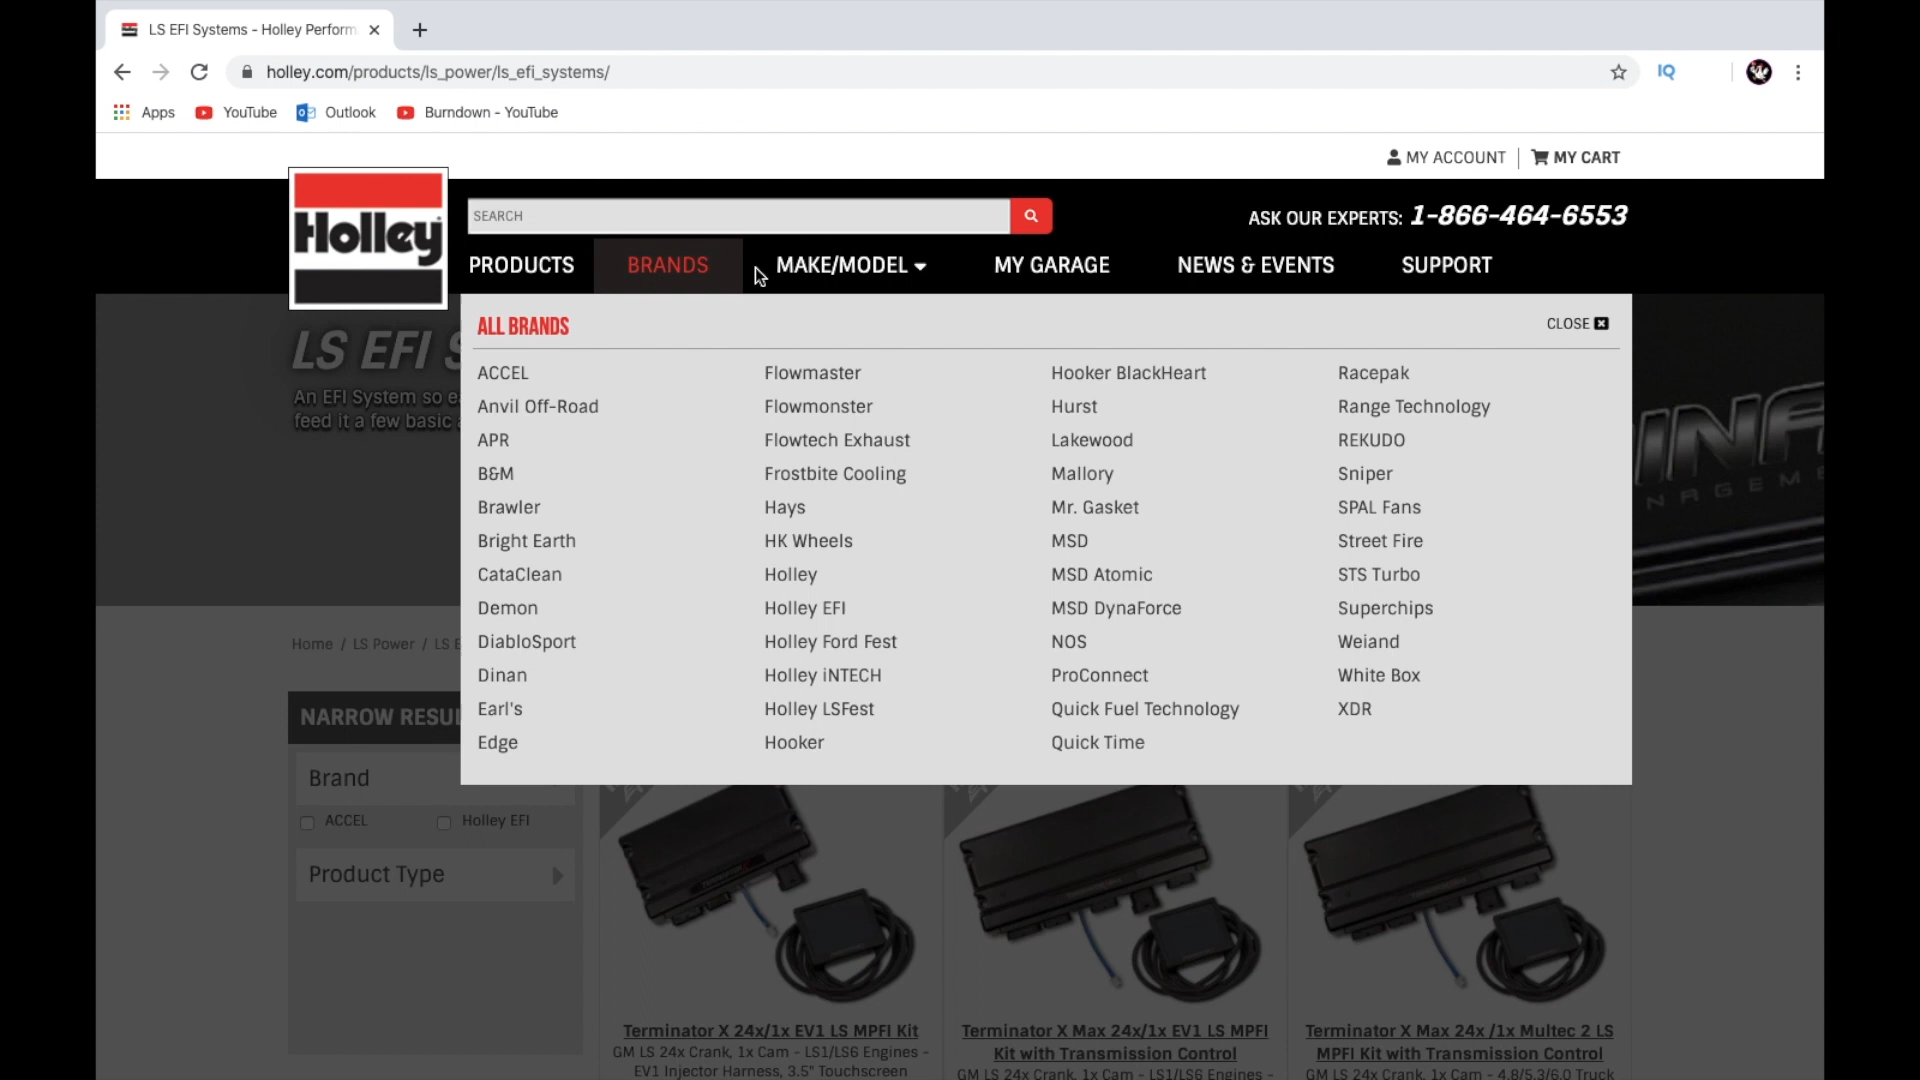 LS EFI Systems - Holley Perform
holley.com/products/ls_power/ls_efi_systems/
IQ
Apps YouTube Outlook Burndown - YouTube
MY ACCOUNT MY CART
Holley
SEARCH
ASK OUR EXPERTS: 1-866-464-6553
PRODUCTS BRANDS MAKE/MODEL MY GARAGE NEWS & EVENTS SUPPORT
LS EFI S
An EFI System so e
feed it a few basic
ALL BRANDS
CLOSE
ACCEL
Anvil Off-Road
APR
B&M
Brawler
Bright Earth
CataClean
Demon
DiabloSport
Dinan
Earl's
Edge
Flowmaster
Flowmonster
Flowtech Exhaust
Frostbite Cooling
Hays
HK Wheels
Holley
Holley EFI
Holley Ford Fest
Holley iNTECH
Holley LSFest
Hooker
Hooker BlackHeart
Hurst
Lakewood
Mallory
Mr. Gasket
MSD
MSD Atomic
MSD DynaForce
NOS
ProConnect
Quick Fuel Technology
Quick Time
Racepak
Range Technology
REKUDO
Sniper
SPAL Fans
Street Fire
STS Turbo
Superchips
Weiand
White Box
XDR
INA
NAGEME
Home / LS Power / LS E
NARROW RESUL
Brand
ACCEL Holley EFI
Product Type
Terminator X 24x/1x EV1 LS MPFI Kit
GM LS 24x Crank, 1x Cam - LS1/LS6 Engines -
EV1 Injector Harness, 3.5" Touchscreen
Terminator X Max 24x/1x EV1 LS MPFI
Kit with Transmission Control
GM LS 24x Crank, 1x Cam - LS1/LS6 Engines -
Terminator X Max 24x /1x Multec 2 LS
MPFI Kit with Transmission Control
GM LS 24x Crank, 1x Cam - 4.8/5.3/6.0 Truck